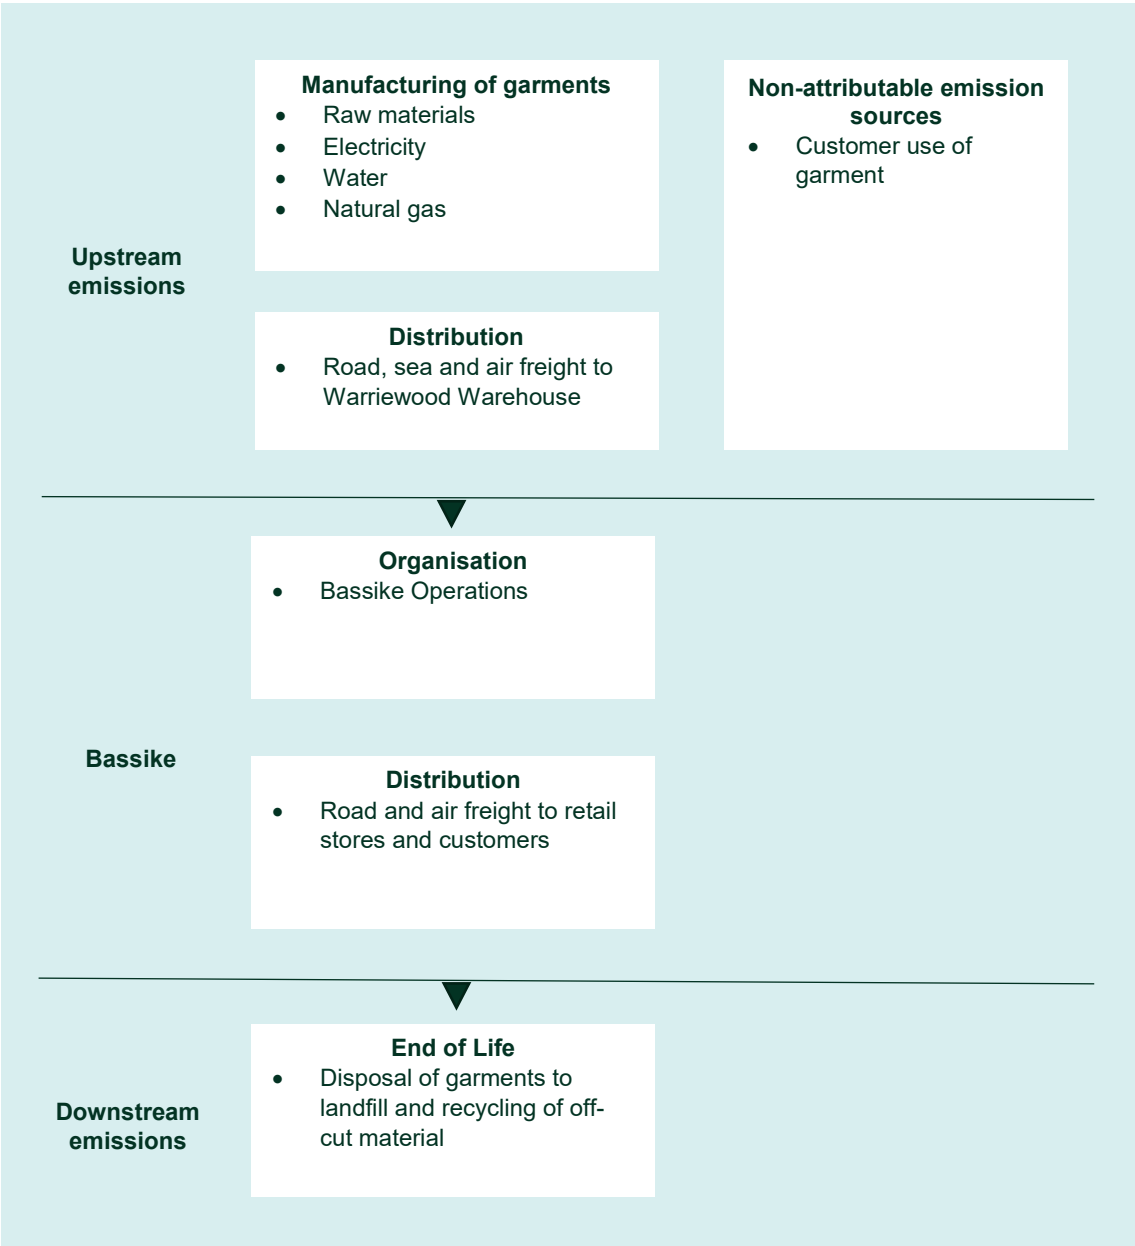 Manufacturing of garments
• Raw materials
• Electricity
• Water
• Natural gas
Non-attributable emission
sources
• Customer use of
garment
Upstream
emissions
Distribution
• Road, sea and air freight to
Warriewood Warehouse
Organisation
• Bassike Operations
Bassike
Distribution
• Road and air freight to retail
stores and customers
End of Life
• Disposal of garments to
landfill and recycling of off-
cut material
Downstream
emissions